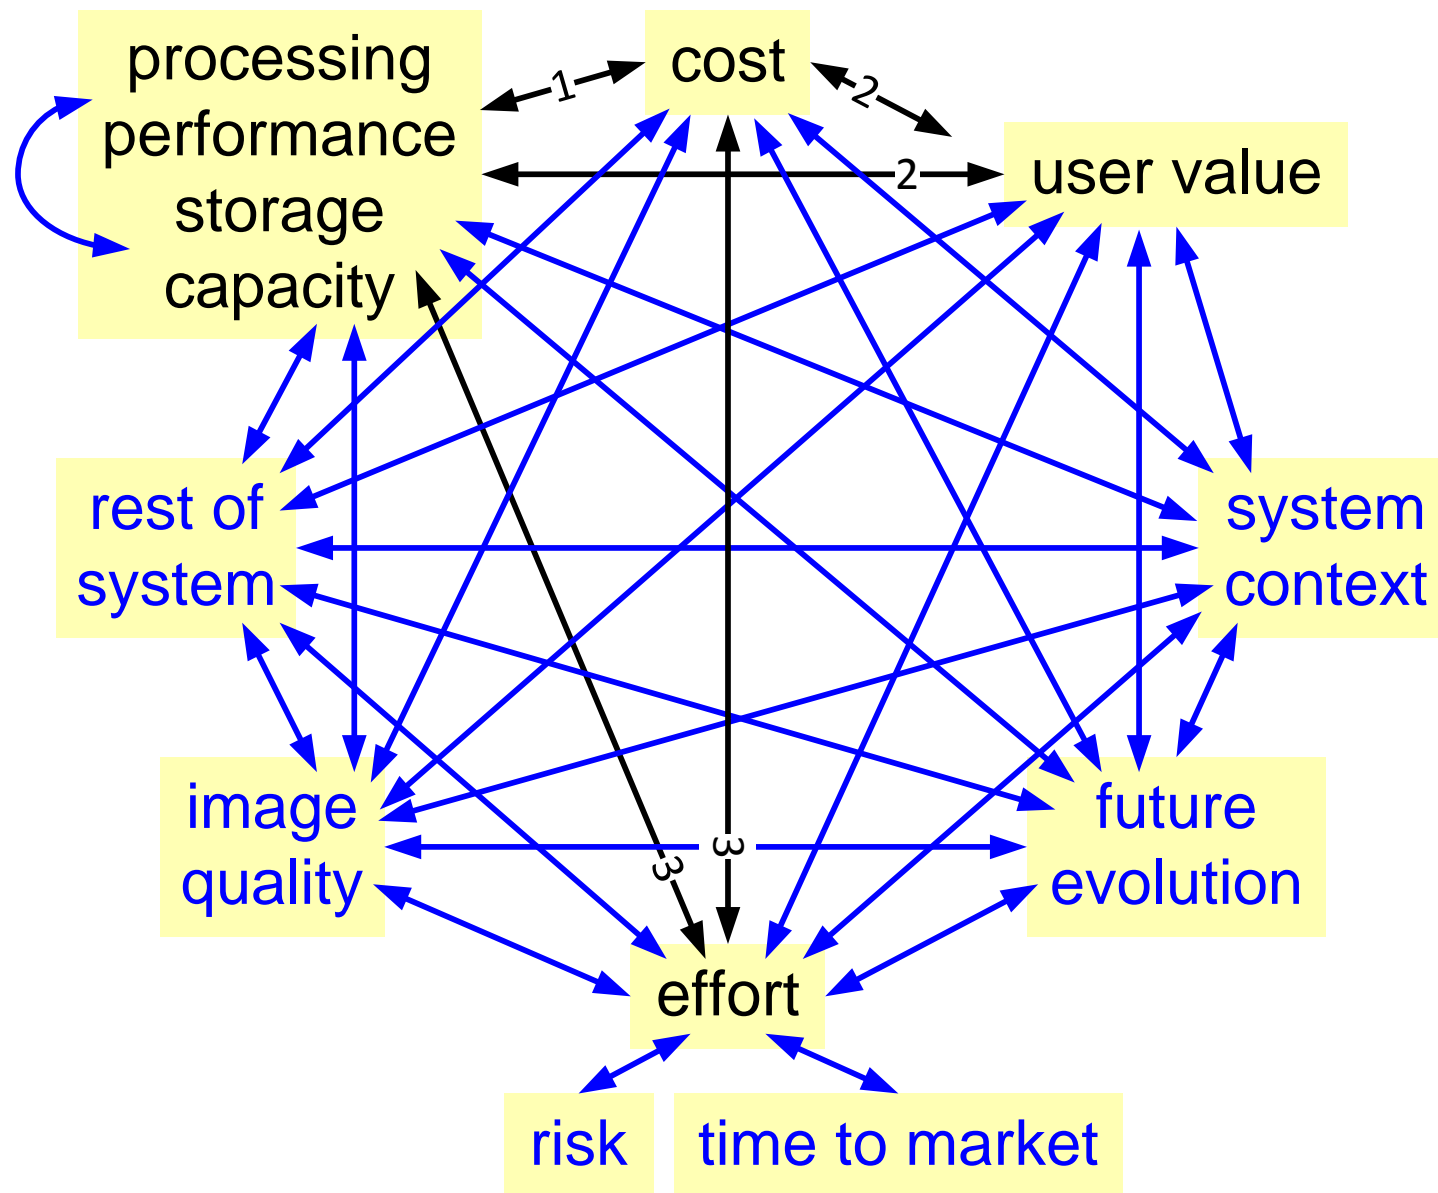 processing
performance
storage
capacity
1
cost
2
2
user value
rest of
system
system
context
image
quality
3
3
future
evolution
effort
risk
time to market